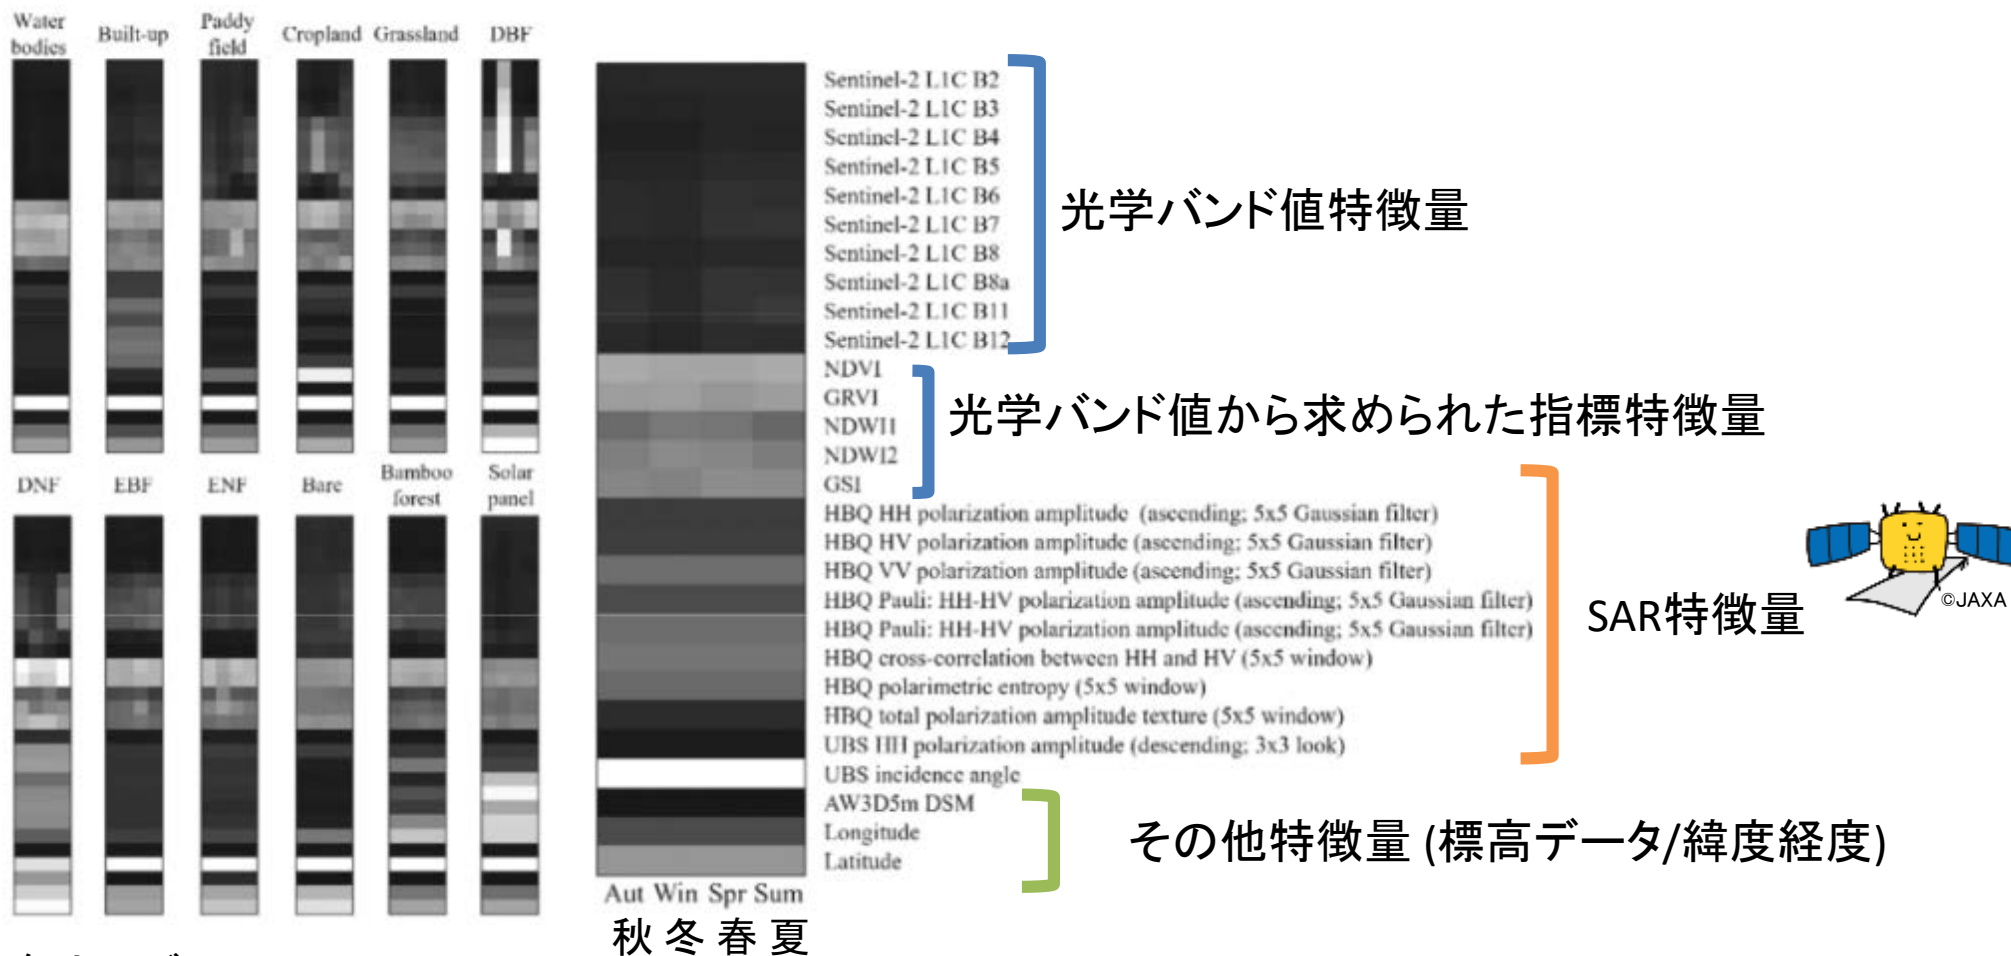 Water bodies
Built-up
Paddy field
Cropland
Grassland
DBF
DNF
EBF
ENF
Bare
Bamboo forest
Solar panel
Sentinel-2 L1C B2
Sentinel-2 L1C B3
Sentinel-2 L1C B4
Sentinel-2 L1C B5
Sentinel-2 L1C B6
Sentinel-2 L1C B7
Sentinel-2 L1C B8
Sentinel-2 L1C B8a
Sentinel-2 L1C B11
Sentinel-2 L1C B12
光学バンド値特徴量
NDVI
GRVI
NDWI1
NDWI2
GSI
光学バンド値から求められた指標特徴量
HBQ HH polarization amplitude (ascending; 5x5 Gaussian filter)
HBQ HV polarization amplitude (ascending; 5x5 Gaussian filter)
HBQ VV polarization amplitude (ascending; 5x5 Gaussian filter)
HBQ Pauli: HH-HV polarization amplitude (ascending; 5x5 Gaussian filter)
HBQ Pauli: HH-HV polarization amplitude (ascending; 5x5 Gaussian filter)
HBQ cross-correlation between HH and HV (5x5 window)
HBQ polarimetric entropy (5x5 window)
HBQ total polarization amplitude texture (5x5 window)
UBS HH polarization amplitude (descending; 3x3 look)
UBS incidence angle
SAR特徴量
©JAXA
AW3D5m DSM
Longitude
Latitude
その他特徴量 (標高データ/緯度経度)
Aut Win Spr Sum
秋 冬 春 夏